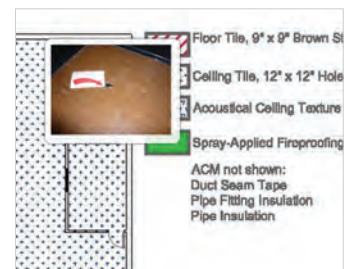 Floor Tile, 9" x 9" Brown St
Ceiling Tile, 12" x 12" Hole
Acoustical Ceiling Texture
Spray-Applied Fireproofing
ACM not shown:
Duct Seam Tape
Pipe Fitting Insulation
Pipe Insulation